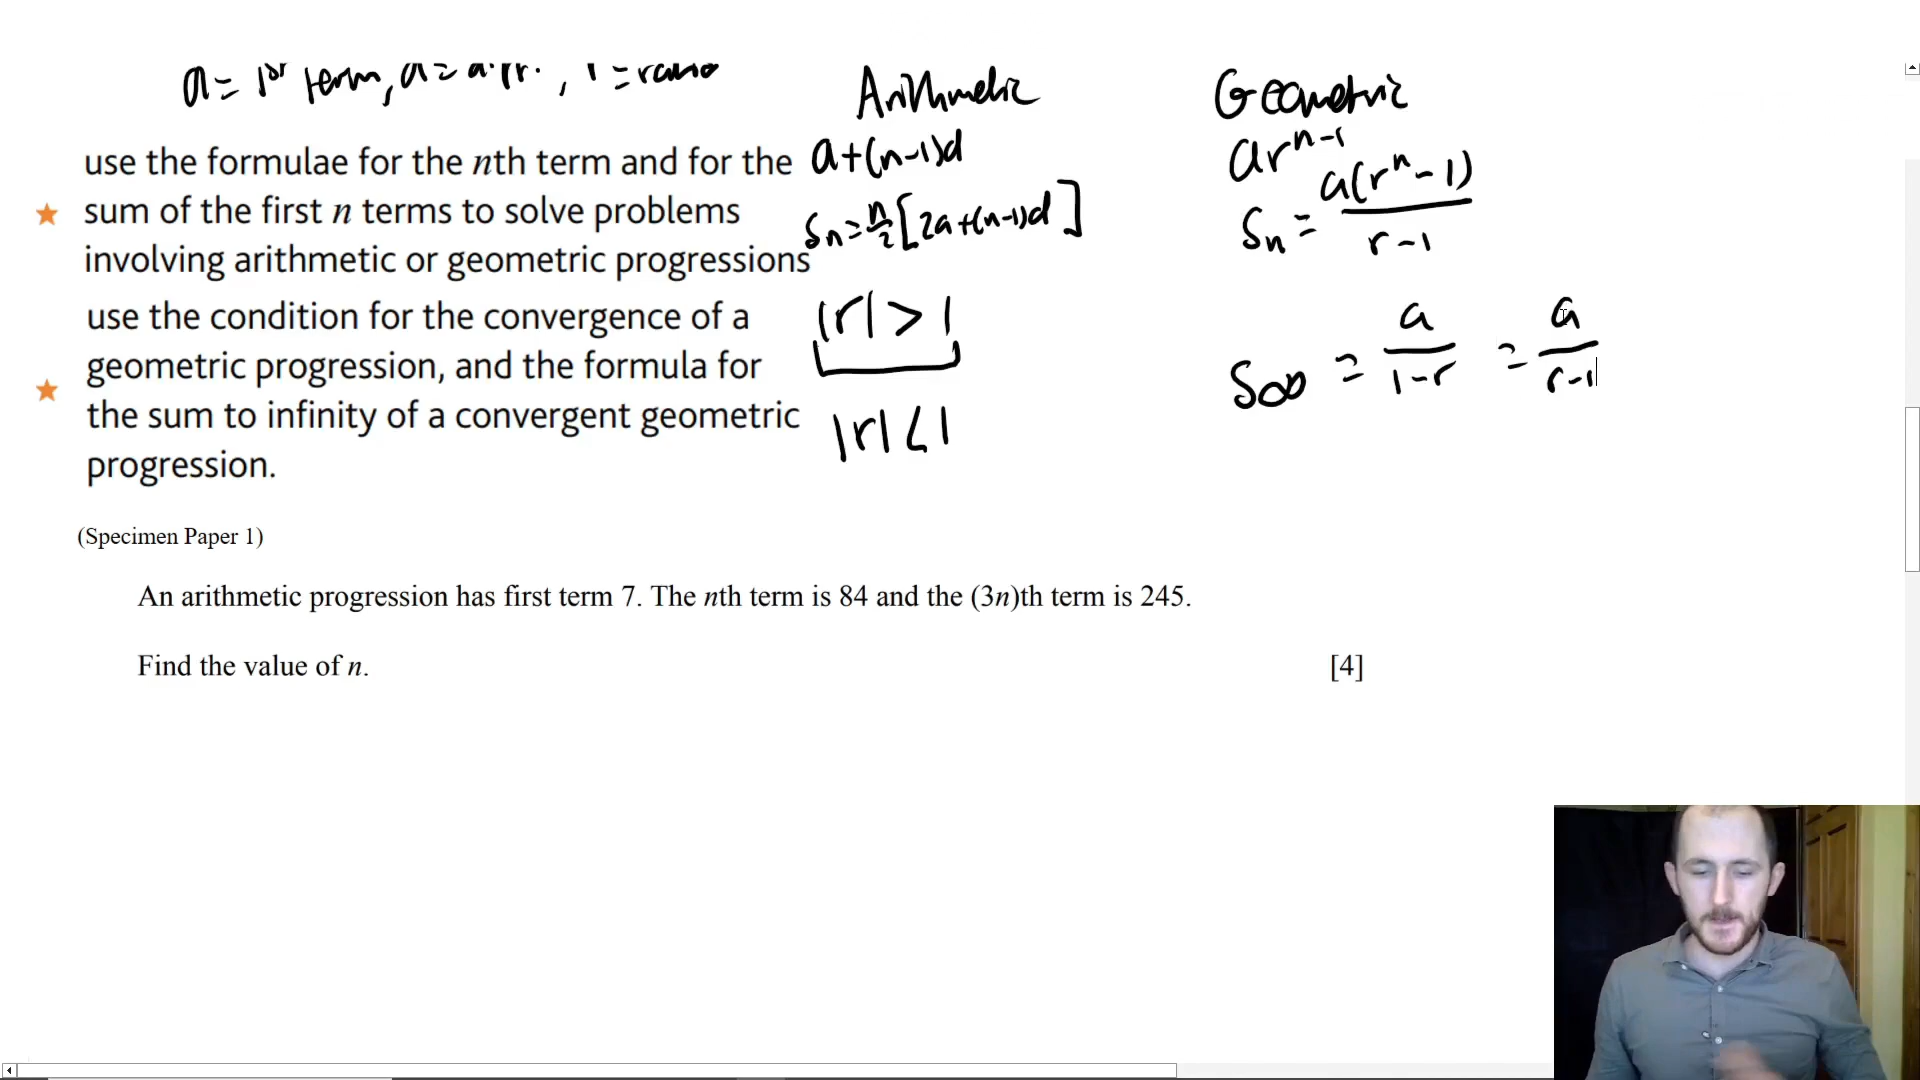 a = 1st term, d = diff., r = ratio
Arithmetic
Geometric
use the formulae for the nth term and for the
sum of the first n terms to solve problems
involving arithmetic or geometric progressions
a+(n-1)d
Sn = n/2 [2a+(n-1)d]
ar^n-1
Sn = a(r^n - 1) / r-1
use the condition for the convergence of a
geometric progression, and the formula for
the sum to infinity of a convergent geometric
progression.
|r| > 1
|r| < 1
S∞ = a/1-r = a/r-1
(Specimen Paper 1)
An arithmetic progression has first term 7. The nth term is 84 and the (3n)th term is 245.
Find the value of n. [4]